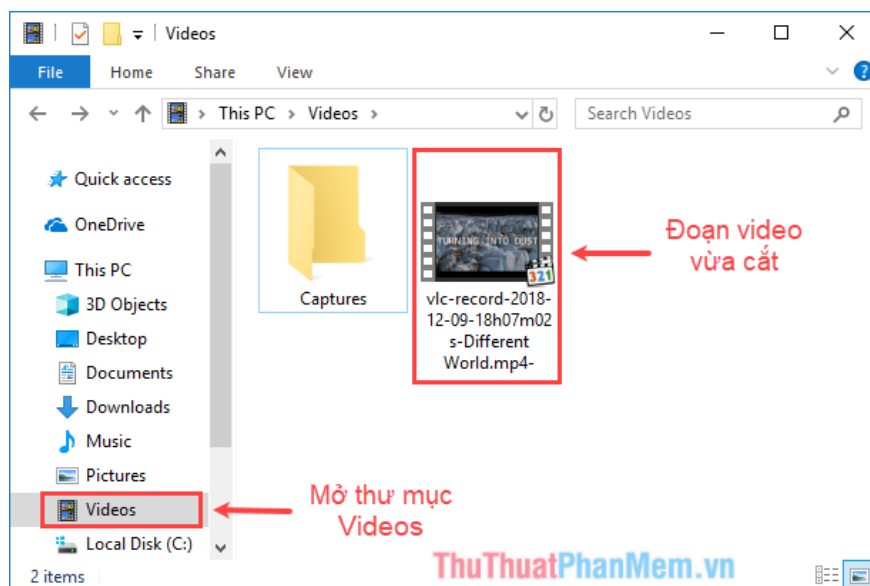 Videos
File Home Share View
This PC > Videos >
Search Videos
Quick access
OneDrive
This PC
3D Objects
Desktop
Documents
Downloads
Music
Pictures
Videos
Local Disk (C:)
Captures
TURNING INTO DUST
321
vlc-record-2018-
12-09-18h07m02
s-Different
World.mp4-
Đoạn video
vừa cắt
Mở thư mục
Videos
2 items
ThuThuatPhanMem.vn